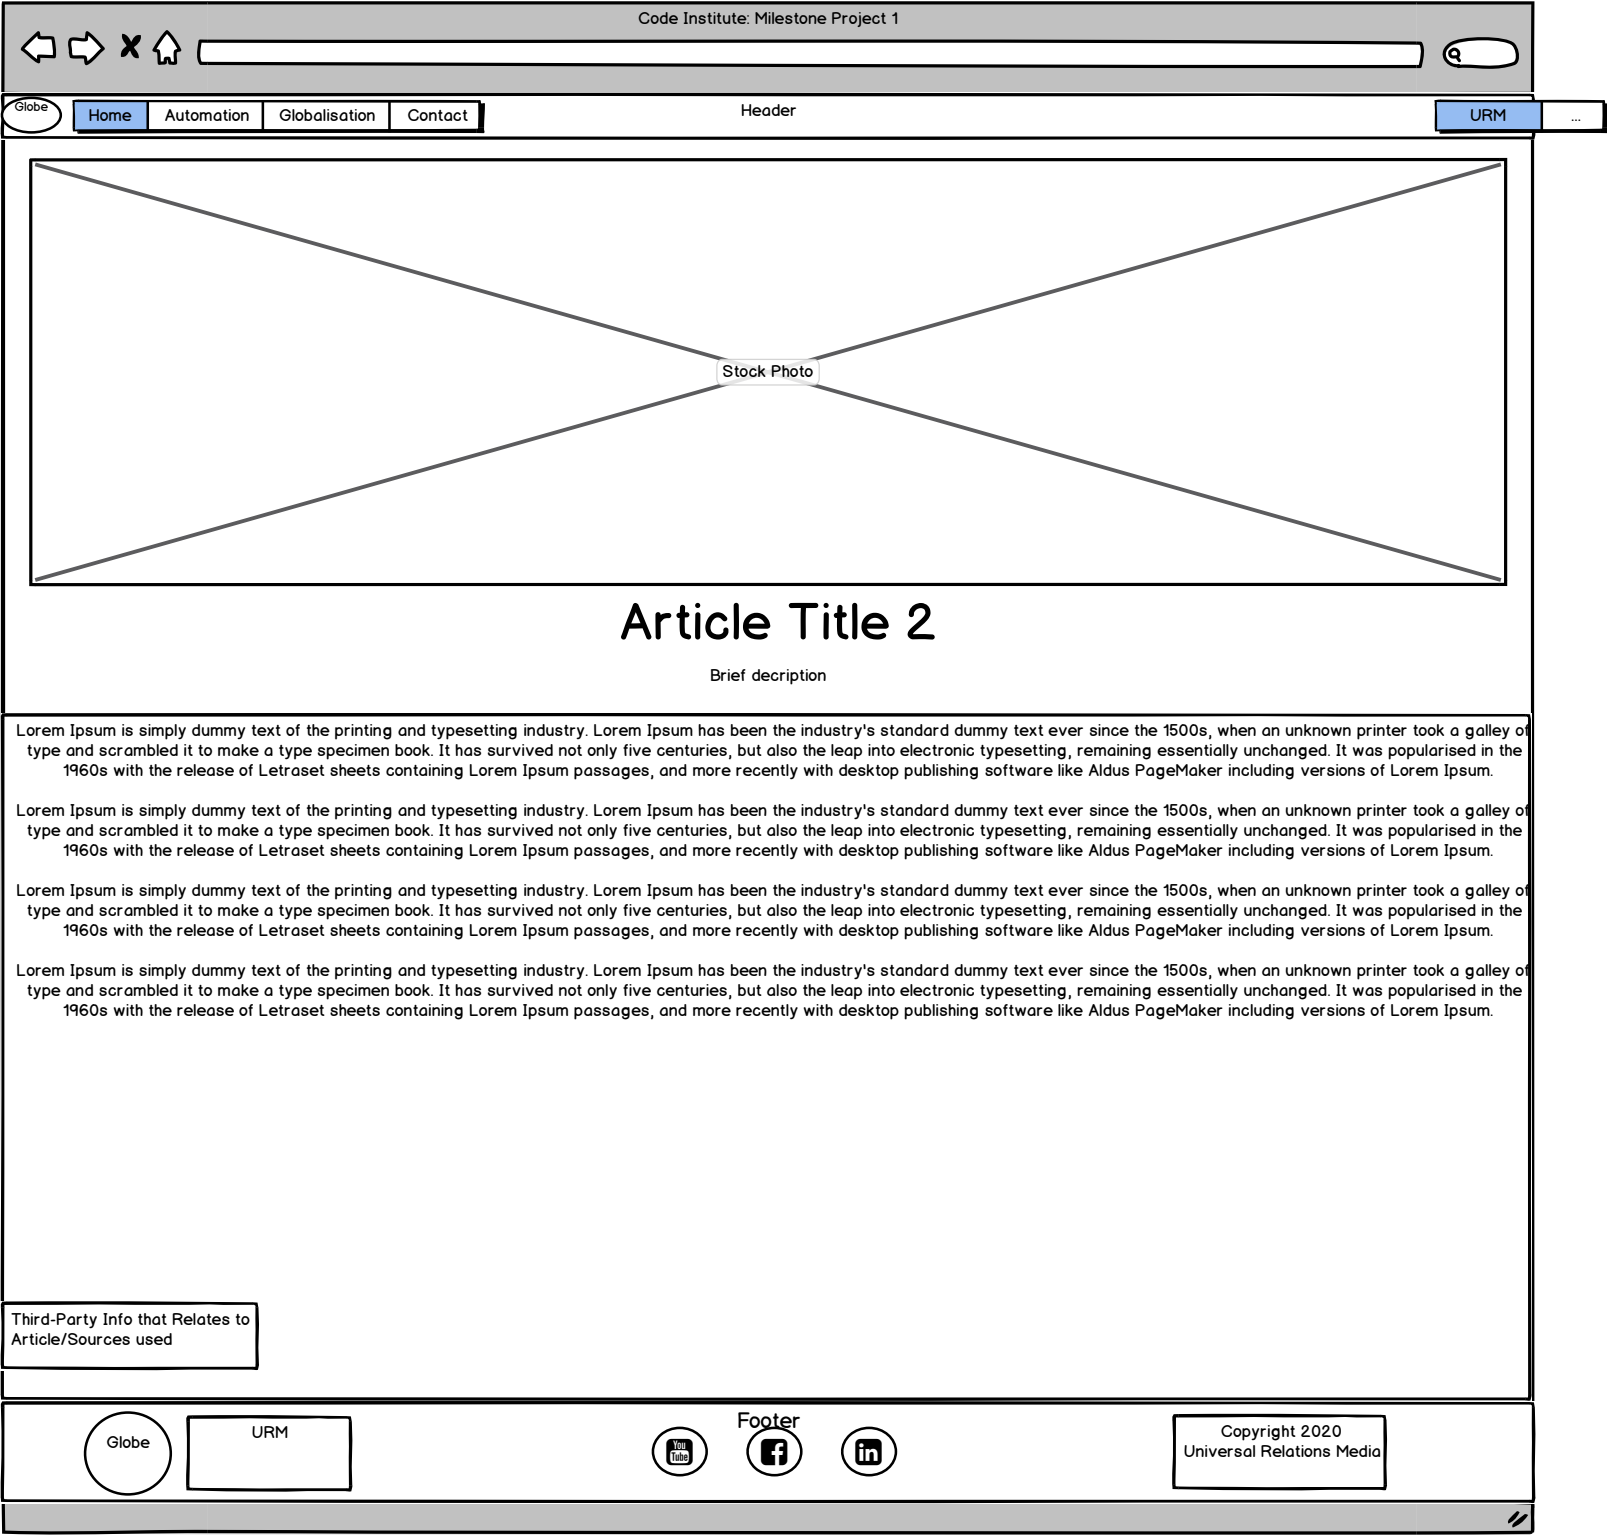 Code Institute: Milestone Project 1
Globe
Home Automation Globalisation Contact
Header
URM ...
Stock Photo
Article Title 2
Brief decription
Lorem Ipsum is simply dummy text of the printing and typesetting industry. Lorem Ipsum has been the industry's standard dummy text ever since the 1500s, when an unknown printer took a galley of
type and scrambled it to make a type specimen book. It has survived not only five centuries, but also the leap into electronic typesetting, remaining essentially unchanged. It was popularised in the
1960s with the release of Letraset sheets containing Lorem Ipsum passages, and more recently with desktop publishing software like Aldus PageMaker including versions of Lorem Ipsum.
Lorem Ipsum is simply dummy text of the printing and typesetting industry. Lorem Ipsum has been the industry's standard dummy text ever since the 1500s, when an unknown printer took a galley of
type and scrambled it to make a type specimen book. It has survived not only five centuries, but also the leap into electronic typesetting, remaining essentially unchanged. It was popularised in the
1960s with the release of Letraset sheets containing Lorem Ipsum passages, and more recently with desktop publishing software like Aldus PageMaker including versions of Lorem Ipsum.
Lorem Ipsum is simply dummy text of the printing and typesetting industry. Lorem Ipsum has been the industry's standard dummy text ever since the 1500s, when an unknown printer took a galley of
type and scrambled it to make a type specimen book. It has survived not only five centuries, but also the leap into electronic typesetting, remaining essentially unchanged. It was popularised in the
1960s with the release of Letraset sheets containing Lorem Ipsum passages, and more recently with desktop publishing software like Aldus PageMaker including versions of Lorem Ipsum.
Lorem Ipsum is simply dummy text of the printing and typesetting industry. Lorem Ipsum has been the industry's standard dummy text ever since the 1500s, when an unknown printer took a galley of
type and scrambled it to make a type specimen book. It has survived not only five centuries, but also the leap into electronic typesetting, remaining essentially unchanged. It was popularised in the
1960s with the release of Letraset sheets containing Lorem Ipsum passages, and more recently with desktop publishing software like Aldus PageMaker including versions of Lorem Ipsum.
Third-Party Info that Relates to
Article/Sources used
Globe
URM
Footer
You
Tube
f
in
Copyright 2020
Universal Relations Media